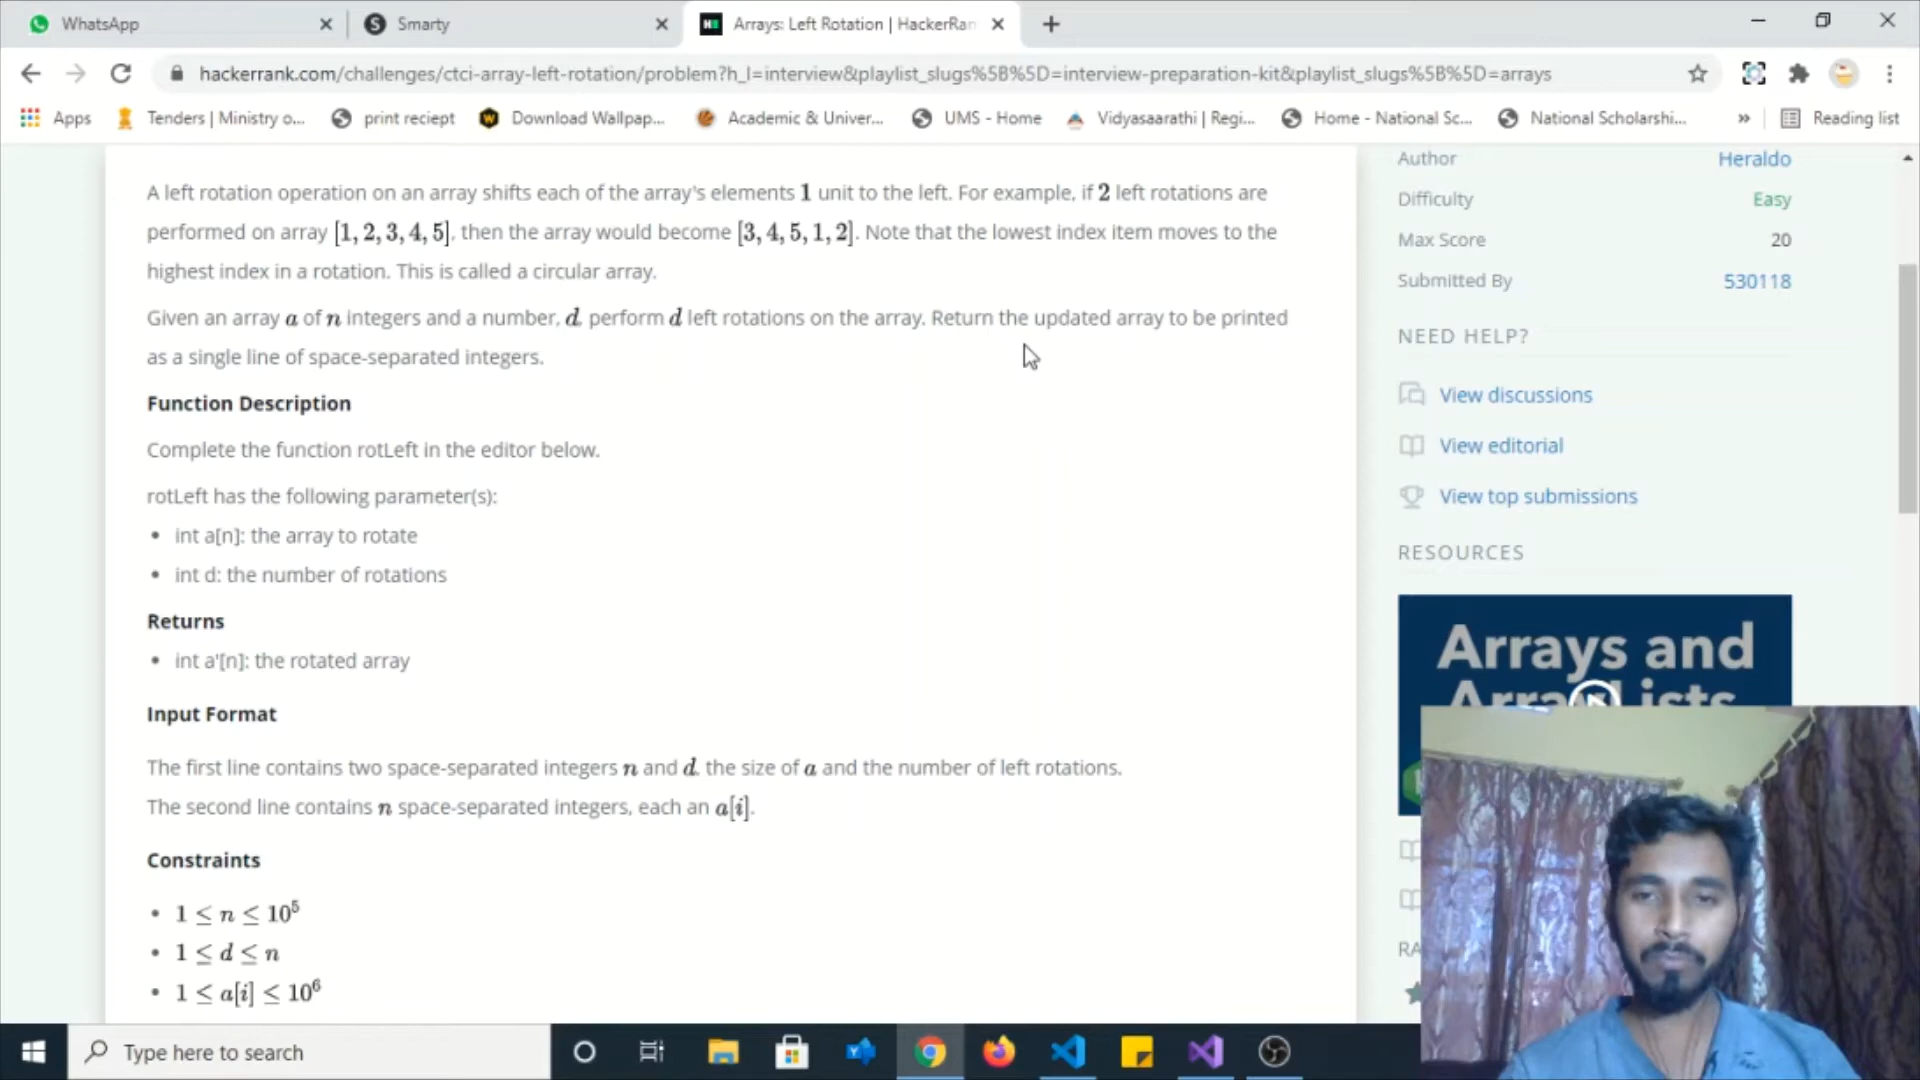 WhatsApp
Smarty
Arrays: Left Rotation | HackerRan
hackerrank.com/challenges/ctci-array-left-rotation/problem?h_l=interview&playlist_slugs%5B%5D=interview-preparation-kit&playlist_slugs%5B%5D=arrays
Apps
Tenders | Ministry o...
print reciept
Download Wallpap...
Academic & Univer...
UMS - Home
Vidyasaarathi | Regi...
Home - National Sc...
National Scholarshi...
»
Reading list
A left rotation operation on an array shifts each of the array's elements 1 unit to the left. For example, if 2 left rotations are
performed on array [1, 2, 3, 4, 5], then the array would become [3, 4, 5, 1, 2]. Note that the lowest index item moves to the
highest index in a rotation. This is called a circular array.
Given an array a of n integers and a number, d, perform d left rotations on the array. Return the updated array to be printed
as a single line of space-separated integers.
Function Description
Complete the function rotLeft in the editor below.
rotLeft has the following parameter(s):
• int a[n]: the array to rotate
• int d: the number of rotations
Returns
• int a'[n]: the rotated array
Input Format
The first line contains two space-separated integers n and d, the size of a and the number of left rotations.
The second line contains n space-separated integers, each an a[i].
Constraints
• 1 ≤ n ≤ 10⁵
• 1 ≤ d ≤ n
• 1 ≤ a[i] ≤ 10⁶
Author Heraldo
Difficulty Easy
Max Score 20
Submitted By 530118
NEED HELP?
View discussions
View editorial
View top submissions
RESOURCES
Arrays and
ArrayLists
RA
Type here to search